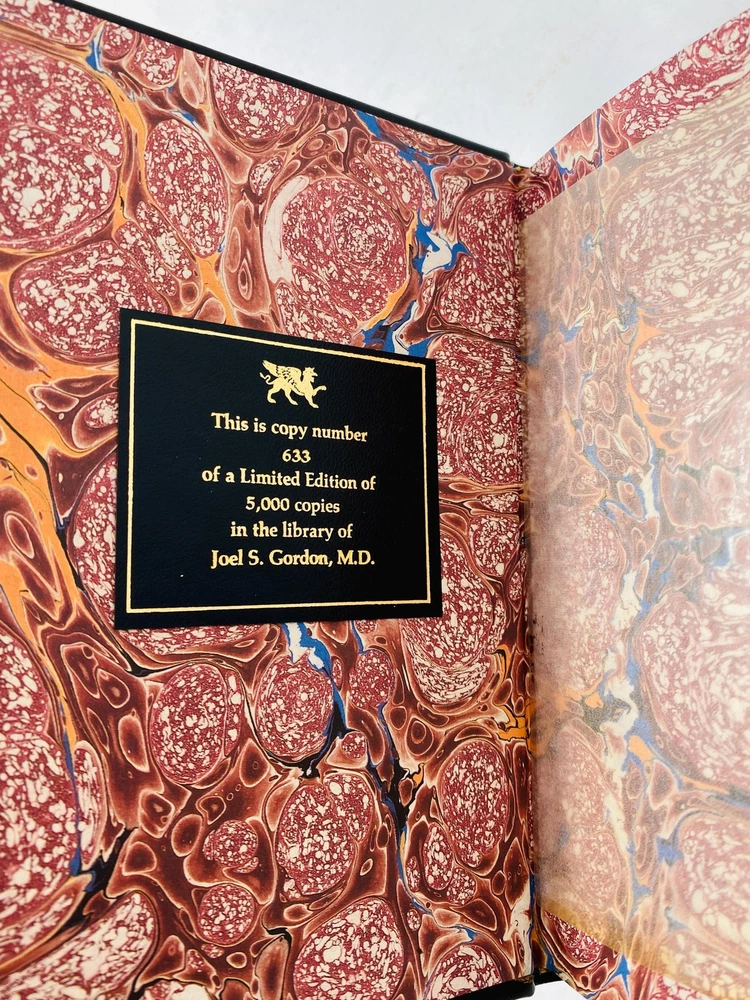 This is copy number
633
of a Limited Edition of
5,000 copies
in the library of
Joel S. Gordon, M.D.